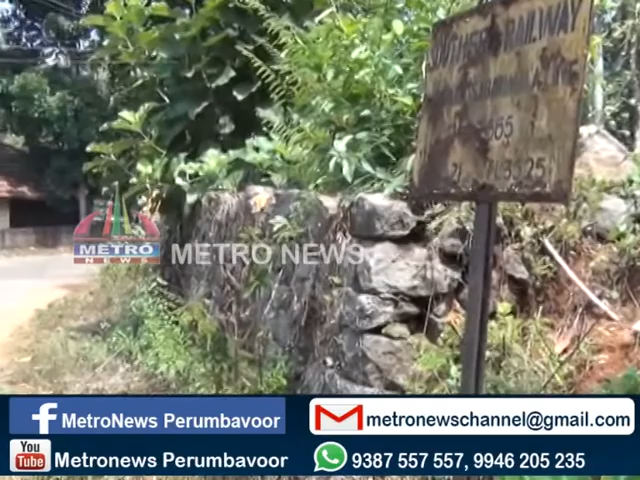 SOUTHERN RAILWAY
METRO
NEWS
METRO NEWS
f MetroNews Perumbavoor
metronewschannel@gmail.com
You
Tube
Metronews Perumbavoor
9387 557 557, 9946 205 235